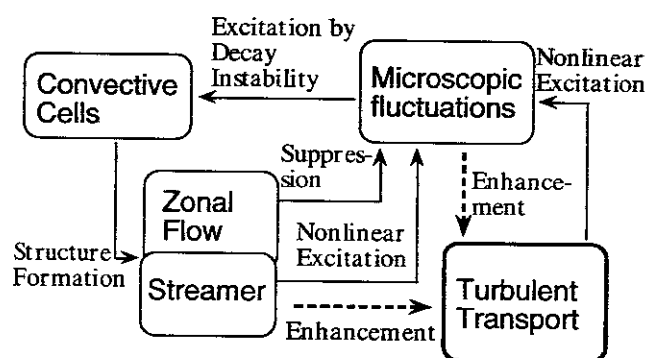 Excitation by
Decay
Instability
Nonlinear
Excitation
Convective
Cells
Microscopic
fluctuations
Suppres-
sion
Enhance-
ment
Zonal
Flow
Nonlinear
Excitation
Structure
Formation
Streamer
Enhancement
Turbulent
Transport